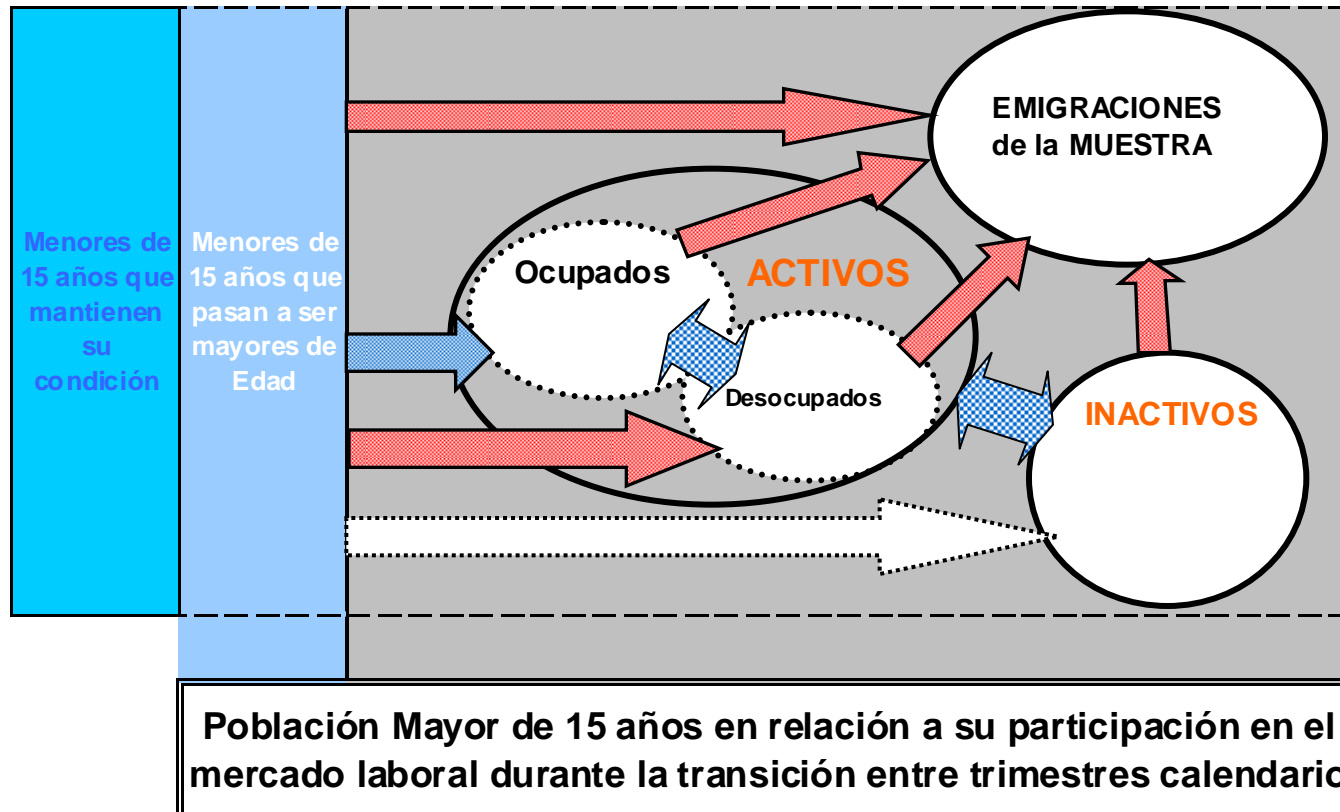 EMIGRACIONES
de la MUESTRA
Menores de
15 años que
mantienen
su
condición
Menores de
15 años que
pasan a ser
mayores de
Edad
Ocupados
ACTIVOS
Desocupados
INACTIVOS
Población Mayor de 15 años en relación a su participación en el
mercado laboral durante la transición entre trimestres calendario